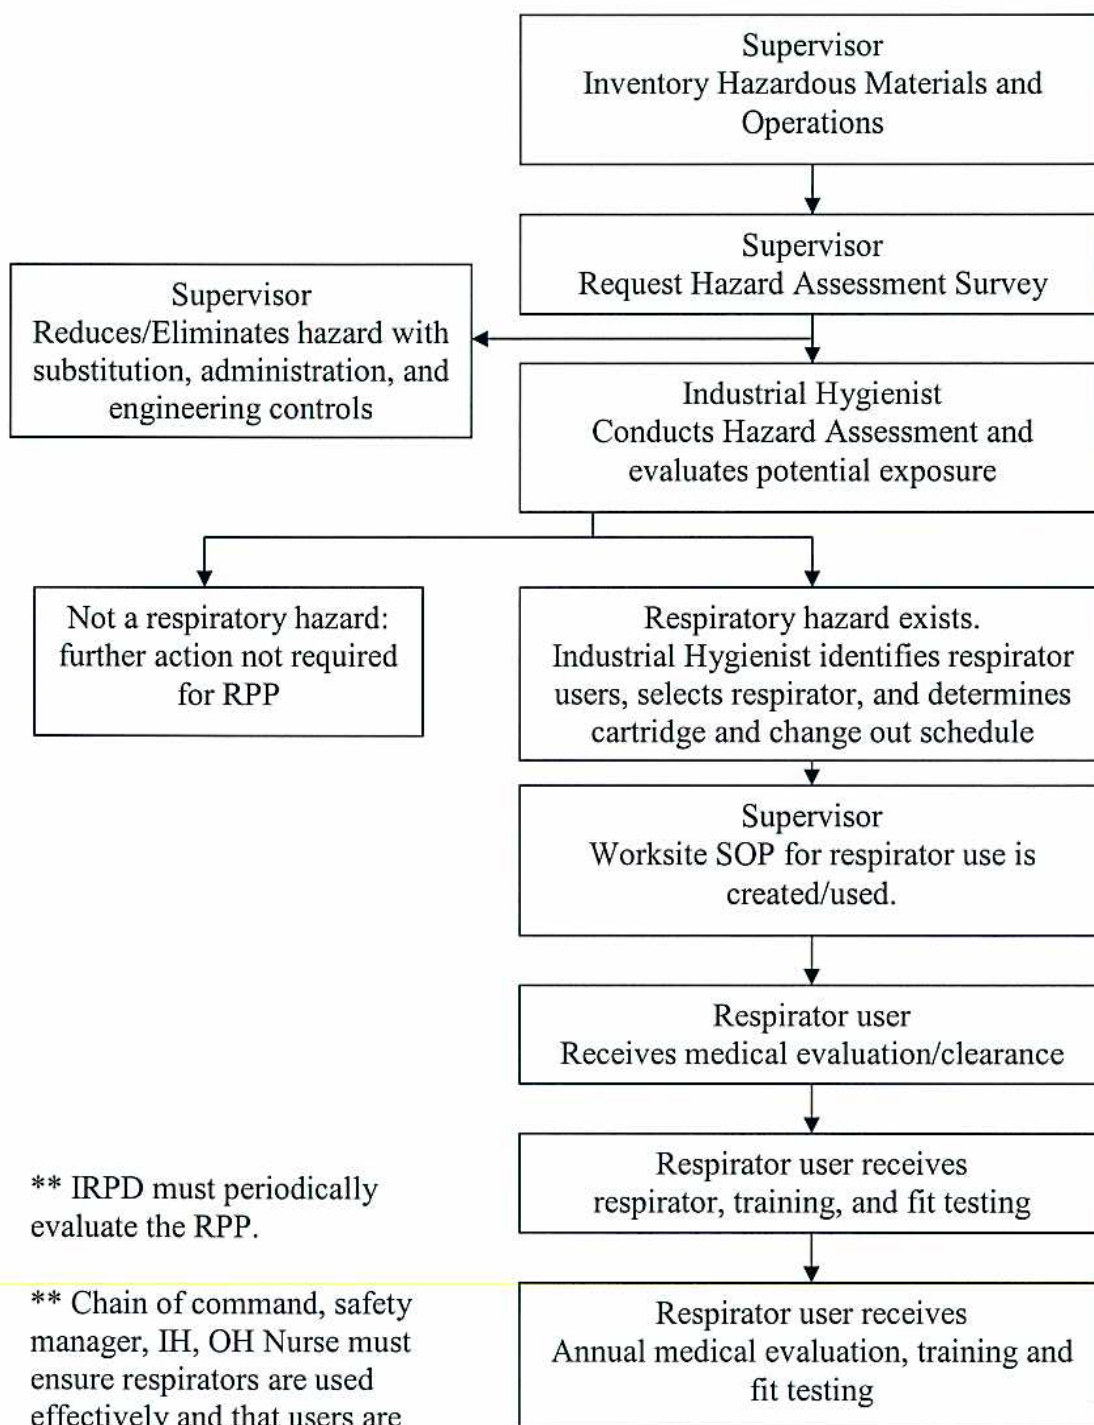 Supervisor
Inventory Hazardous Materials and
Operations
Supervisor
Request Hazard Assessment Survey
Supervisor
Reduces/Eliminates hazard with
substitution, administration, and
engineering controls
Industrial Hygienist
Conducts Hazard Assessment and
evaluates potential exposure
Not a respiratory hazard:
further action not required
for RPP
Respiratory hazard exists.
Industrial Hygienist identifies respirator
users, selects respirator, and determines
cartridge and change out schedule
Supervisor
Worksite SOP for respirator use is
created/used.
Respirator user
Receives medical evaluation/clearance
Respirator user receives
respirator, training, and fit testing
** IRPD must periodically
evaluate the RPP.
Respirator user receives
Annual medical evaluation, training and
fit testing
** Chain of command, safety
manager, IH, OH Nurse must
ensure respirators are used
effectively and that users are